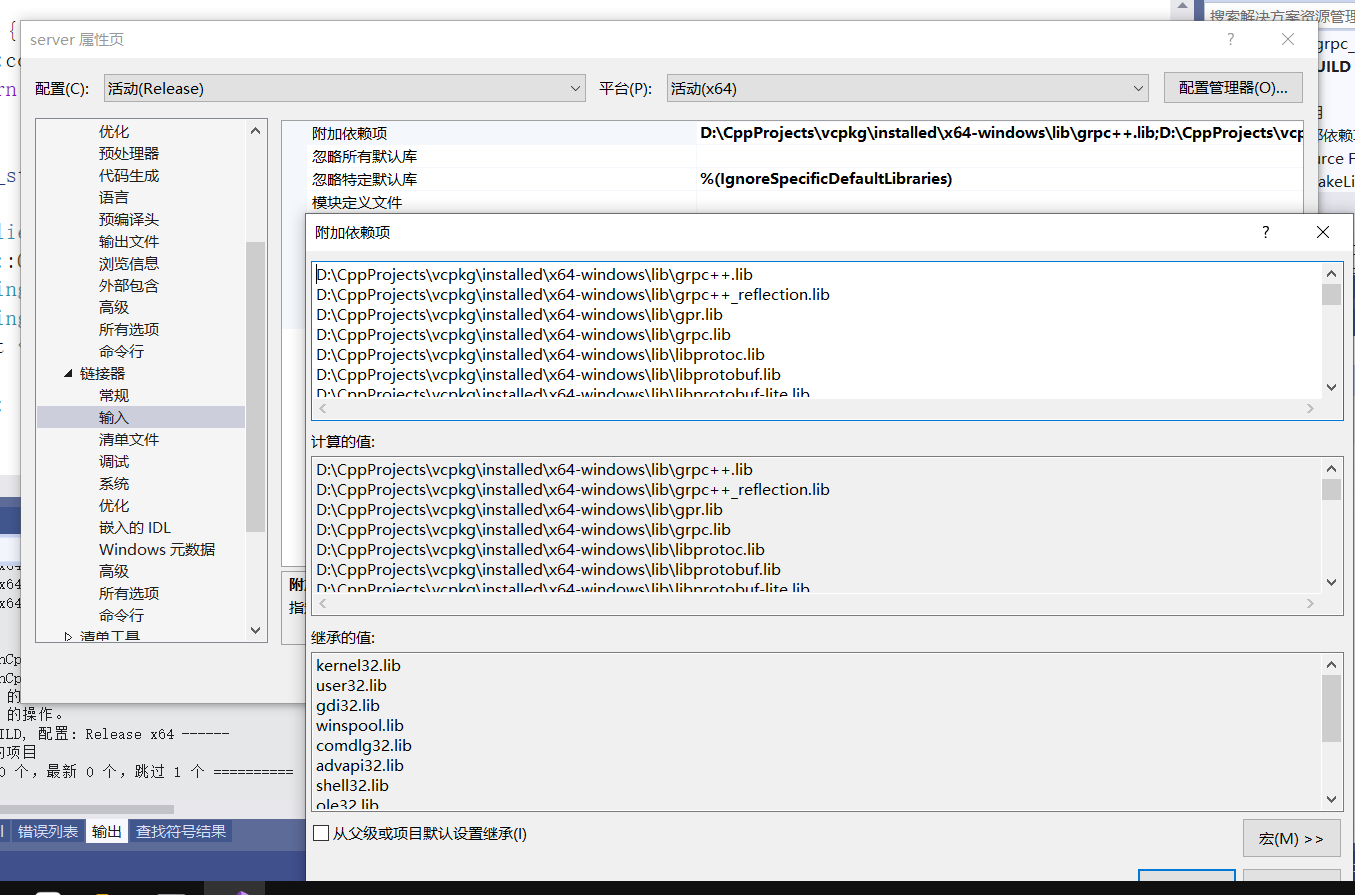 搜索解决方案资源管理
{
server 属性页
?
grpc_
UILD
rn
配置(C):
活动(Release)
平台(P):
活动(x64)
配置管理器(O)...
优化
预处理器
代码生成
语言
预编译头
输出文件
浏览信息
外部包含
高级
所有选项
命令行
链接器
常规
输入
清单文件
调试
系统
优化
嵌入的 IDL
Windows 元数据
高级
所有选项
命令行
清单工具
附加依赖项
D:\CppProjects\vcpkg\installed\x64-windows\lib\grpc++.lib;D:\CppProjects\vcp
忽略所有默认库
忽略特定默认库
%(IgnoreSpecificDefaultLibraries)
模块定义文件
附加依赖项
?
D:\CppProjects\vcpkg\installed\x64-windows\lib\grpc++.lib
D:\CppProjects\vcpkg\installed\x64-windows\lib\grpc++_reflection.lib
D:\CppProjects\vcpkg\installed\x64-windows\lib\gpr.lib
D:\CppProjects\vcpkg\installed\x64-windows\lib\grpc.lib
D:\CppProjects\vcpkg\installed\x64-windows\lib\libprotoc.lib
D:\CppProjects\vcpkg\installed\x64-windows\lib\libprotobuf.lib
D:\CppProjects\vcpkg\installed\x64-windows\lib\libprotobuf-lite.lib
计算的值:
D:\CppProjects\vcpkg\installed\x64-windows\lib\grpc++.lib
D:\CppProjects\vcpkg\installed\x64-windows\lib\grpc++_reflection.lib
D:\CppProjects\vcpkg\installed\x64-windows\lib\gpr.lib
D:\CppProjects\vcpkg\installed\x64-windows\lib\grpc.lib
D:\CppProjects\vcpkg\installed\x64-windows\lib\libprotoc.lib
D:\CppProjects\vcpkg\installed\x64-windows\lib\libprotobuf.lib
D:\CppProjects\vcpkg\installed\x64-windows\lib\libprotobuf-lite.lib
继承的值:
kernel32.lib
user32.lib
gdi32.lib
winspool.lib
comdlg32.lib
advapi32.lib
shell32.lib
ole32.lib
从父级或项目默认设置继承(I)
宏(M) >>
x64
x64
nCp
nCp
的
的操作。
ILD, 配置: Release x64 ------
的项目
0 个，最新 0 个，跳过 1 个 ==========
错误列表
输出
查找符号结果